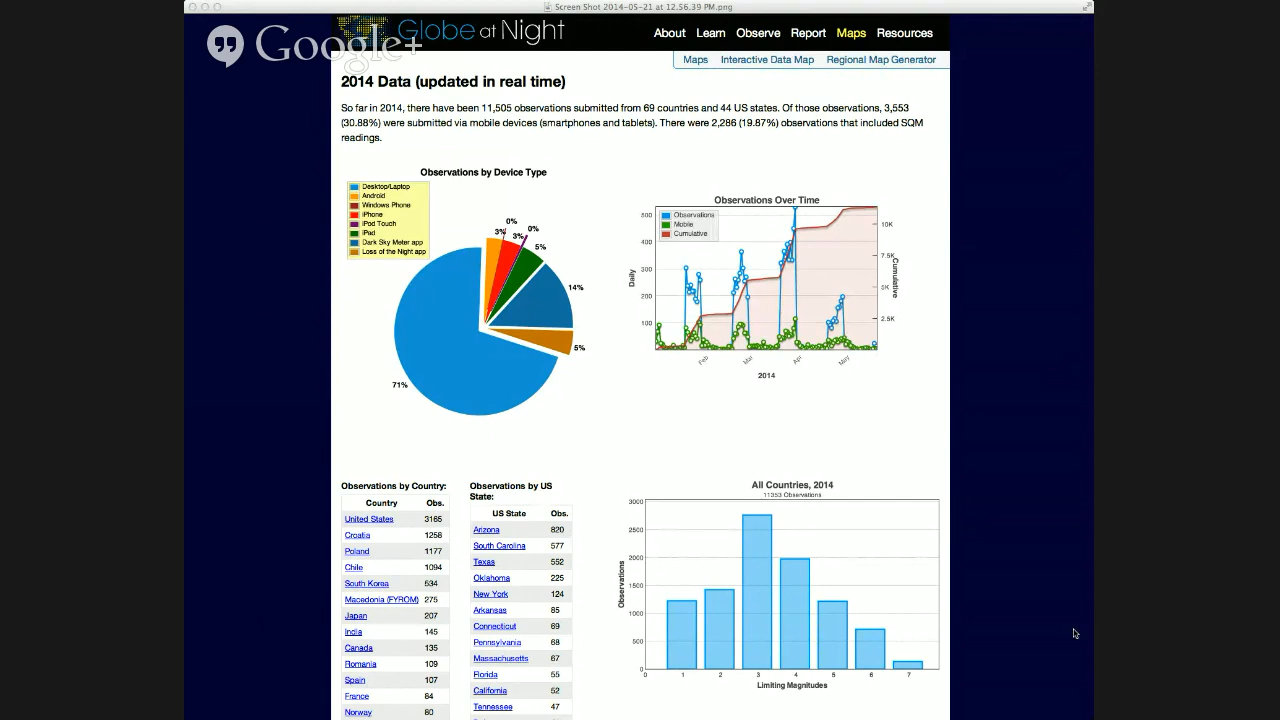 Screen Shot 2014-05-21 at 12.56.39 PM.png
Google+
Globe at Night
About Learn Observe Report Maps Resources
Maps Interactive Data Map Regional Map Generator
2014 Data (updated in real time)
So far in 2014, there have been 11,505 observations submitted from 69 countries and 44 US states. Of those observations, 3,553
(30.88%) were submitted via mobile devices (smartphones and tablets). There were 2,286 (19.87%) observations that included SQM
readings.
Observations by Device Type
Desktop/Laptop
Android
Windows Phone
iPhone
iPod Touch
iPad
Dark Sky Meter app
Loss of the Night app
3%
0%
3%
0%
5%
14%
5%
71%
Observations Over Time
Observations
Mobile
Cumulative
500
400
300
200
100
Daily
10K
7.5K
5K
2.5K
Cumulative
Feb Mar Apr May
2014
Observations by Country:
Country Obs.
United States 3165
Croatia 1258
Poland 1177
Chile 1094
South Korea 534
Macedonia (FYROM) 275
Japan 207
India 145
Canada 135
Romania 109
Spain 107
France 84
Norway 80
Observations by US
State:
US State Obs.
Arizona 820
South Carolina 577
Texas 552
Oklahoma 225
New York 124
Arkansas 85
Connecticut 69
Pennsylvania 68
Massachusetts 67
Florida 55
California 52
Tennessee 47
All Countries, 2014
11353 Observations
3000
2500
2000
1500
1000
500
0
Observations
0 1 2 3 4 5 6 7
Limiting Magnitudes